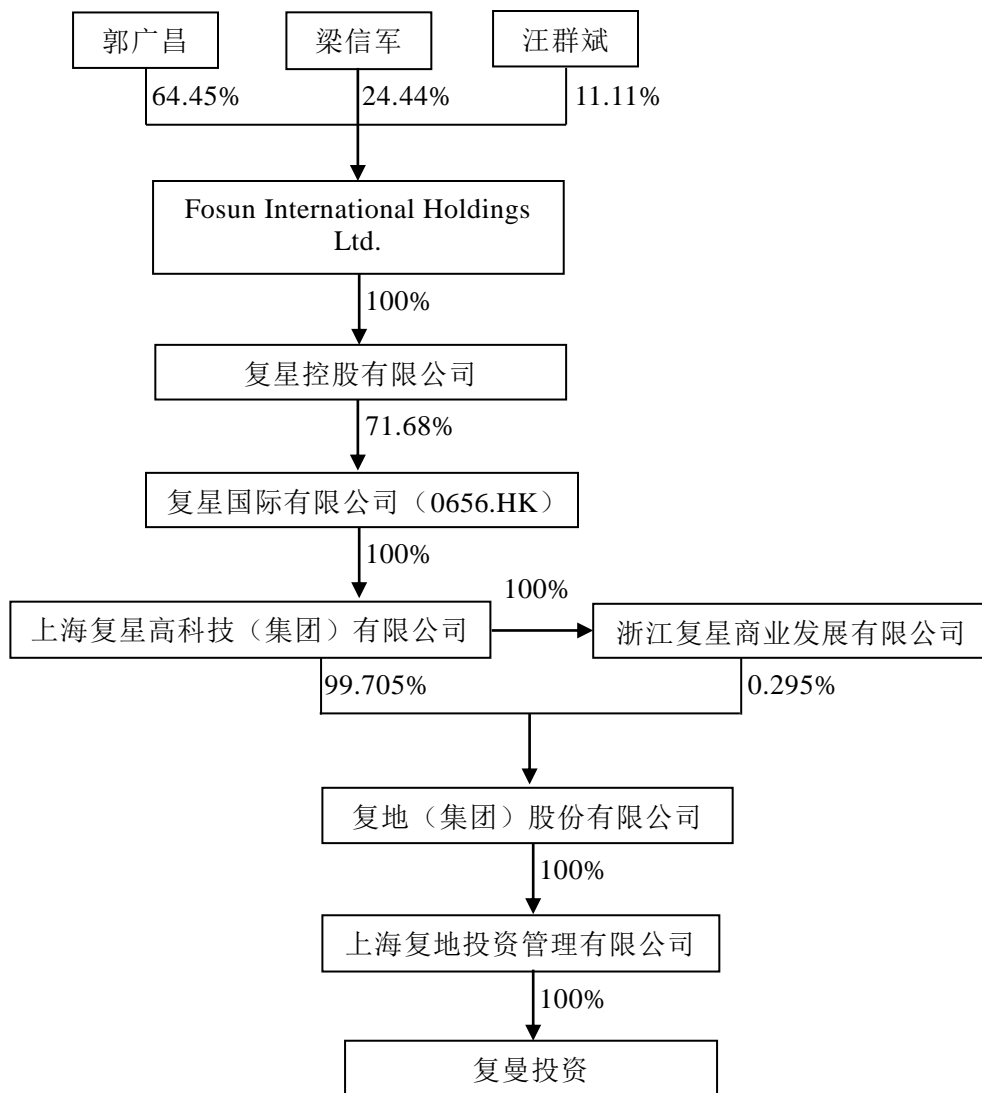 郭广昌
梁信军
汪群斌
64.45%
24.44%
11.11%
Fosun International Holdings
Ltd.
100%
复星控股有限公司
71.68%
复星国际有限公司（0656.HK）
100%
100%
上海复星高科技（集团）有限公司
浙江复星商业发展有限公司
99.705%
0.295%
复地（集团）股份有限公司
100%
上海复地投资管理有限公司
100%
复曼投资